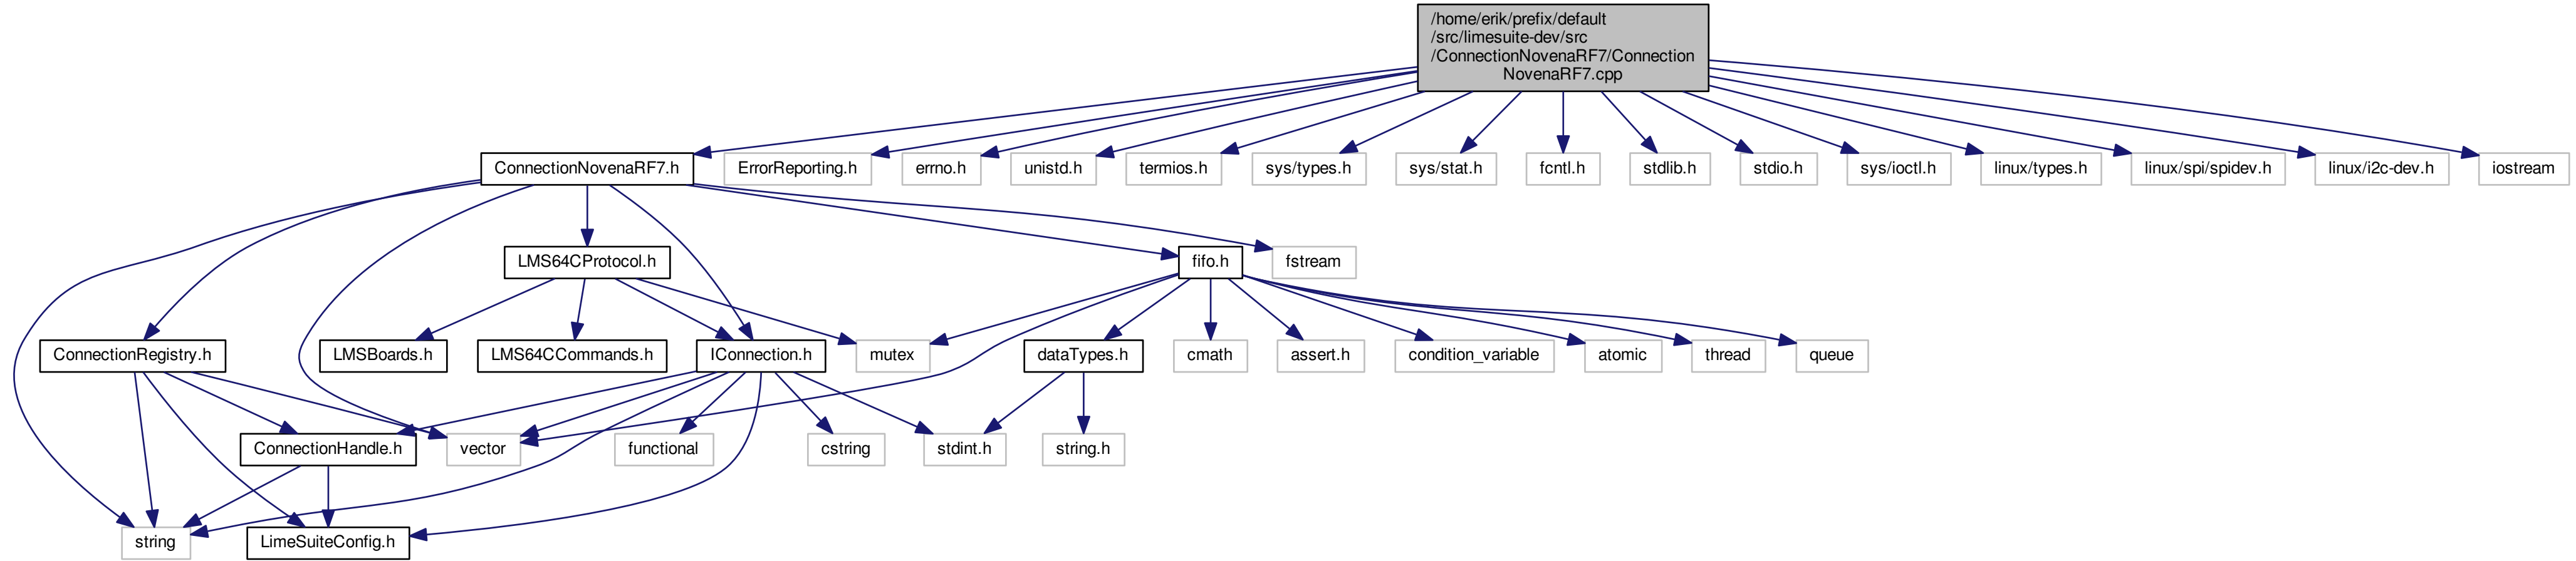 /home/erik/prefix/default
/src/limesuite-dev/src
/ConnectionNovenaRF7/Connection
NovenaRF7.cpp
ConnectionNovenaRF7.h
ErrorReporting.h
errno.h
unistd.h
termios.h
sys/types.h
sys/stat.h
fcntl.h
stdlib.h
stdio.h
sys/ioctl.h
linux/types.h
linux/spi/spidev.h
linux/i2c-dev.h
iostream
LMS64CProtocol.h
fifo.h
fstream
ConnectionRegistry.h
LMSBoards.h
LMS64CCommands.h
IConnection.h
mutex
dataTypes.h
cmath
assert.h
condition_variable
atomic
thread
queue
ConnectionHandle.h
vector
functional
cstring
stdint.h
string.h
string
LimeSuiteConfig.h